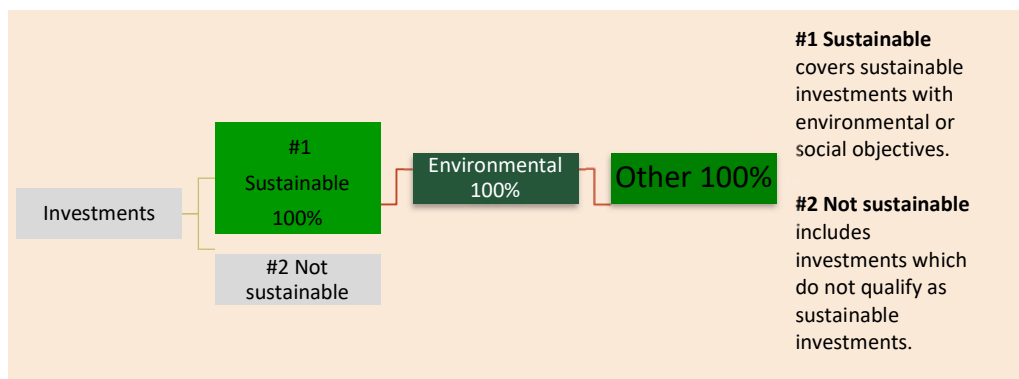 Investments
#1
Sustainable
100%
#2 Not
sustainable
Environmental
100%
Other 100%
#1 Sustainable
covers sustainable
investments with
environmental or
social objectives.
#2 Not sustainable
includes
investments which
do not qualify as
sustainable
investments.